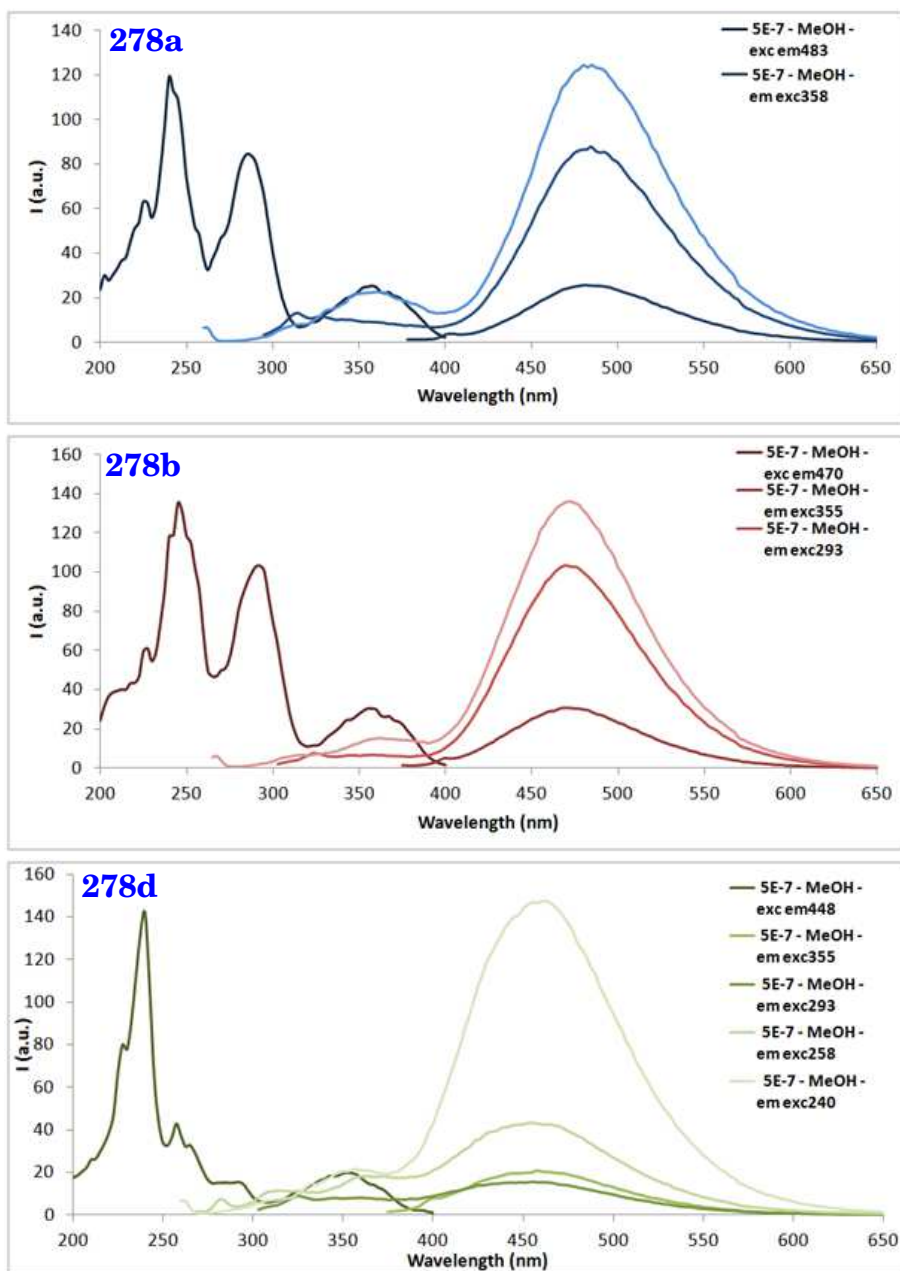 278a
5E-7 - MeOH -
exc em483
5E-7 - MeOH -
em exc358
I (a.u.)
140
120
100
80
60
40
20
0
200 250 300 350 400 450 500 550 600 650
Wavelength (nm)
278b
5E-7 - MeOH -
exc em470
5E-7 - MeOH -
em exc355
5E-7 - MeOH -
em exc293
I (a.u.)
160
140
120
100
80
60
40
20
0
200 250 300 350 400 450 500 550 600 650
Wavelength (nm)
278d
5E-7 - MeOH -
exc em448
5E-7 - MeOH -
em exc355
5E-7 - MeOH -
em exc293
5E-7 - MeOH -
em exc258
5E-7 - MeOH -
em exc240
I (a.u.)
160
140
120
100
80
60
40
20
0
200 250 300 350 400 450 500 550 600 650
Wavelength (nm)